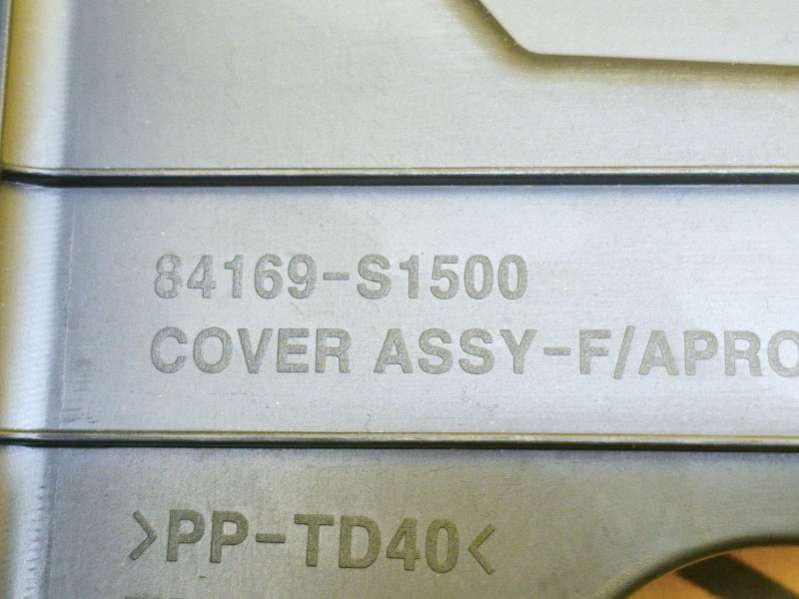 84169-S1500
COVER ASSY-F/APRO
>PP-TD40<